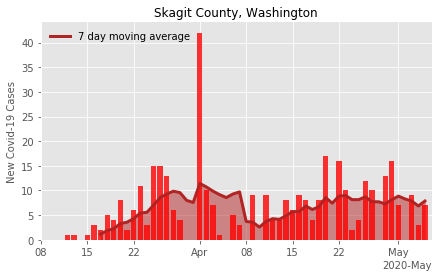 Skagit County, Washington
7 day moving average
New Covid-19 Cases
40
35
30
25
20
15
10
5
0
08
15
22
Apr
08
15
22
May
2020-May